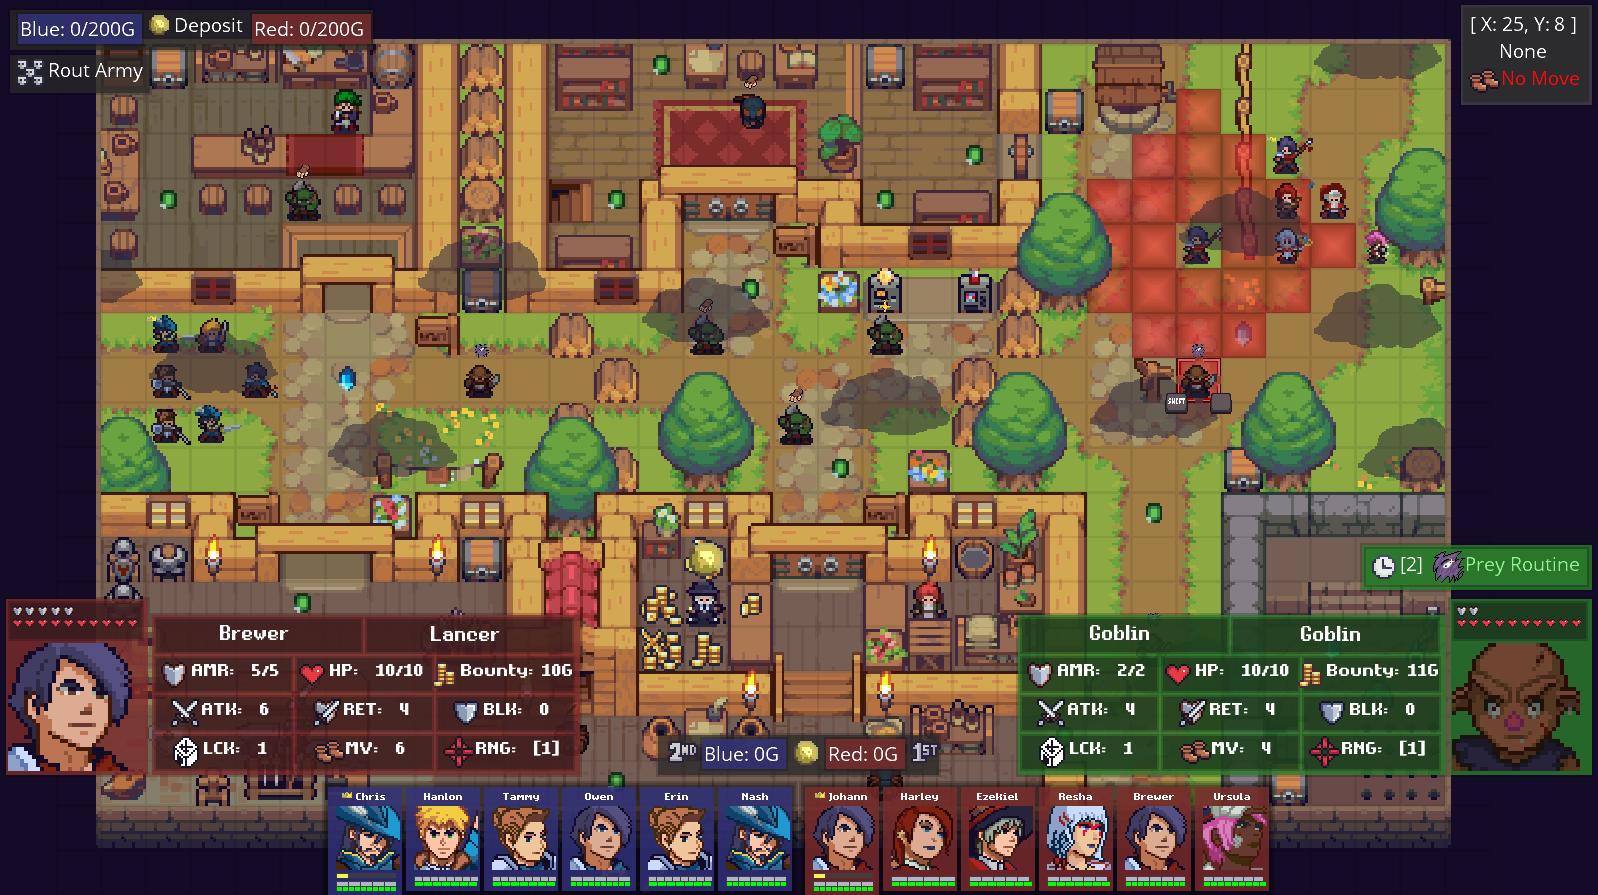 Blue: 0/200G
Deposit
Red: 0/200G
Rout Army
[ X: 25, Y: 8 ]
None
No Move
SHIFT
[2]
Prey Routine
Brewer
Lancer
AMR: 5/5
HP: 10/10
Bounty: 10G
ATK: 6
RET: 4
BLK: 0
LCK: 1
MV: 6
RNG: [1]
Goblin
Goblin
AMR: 2/2
HP: 10/10
Bounty: 11G
ATK: 4
RET: 4
BLK: 0
LCK: 1
MV: 4
RNG: [1]
2ND
Blue: 0G
Red: 0G
1ST
Chris
Hanlon
Tammy
Owen
Erin
Nash
Johann
Harley
Ezekiel
Resha
Brewer
Ursula